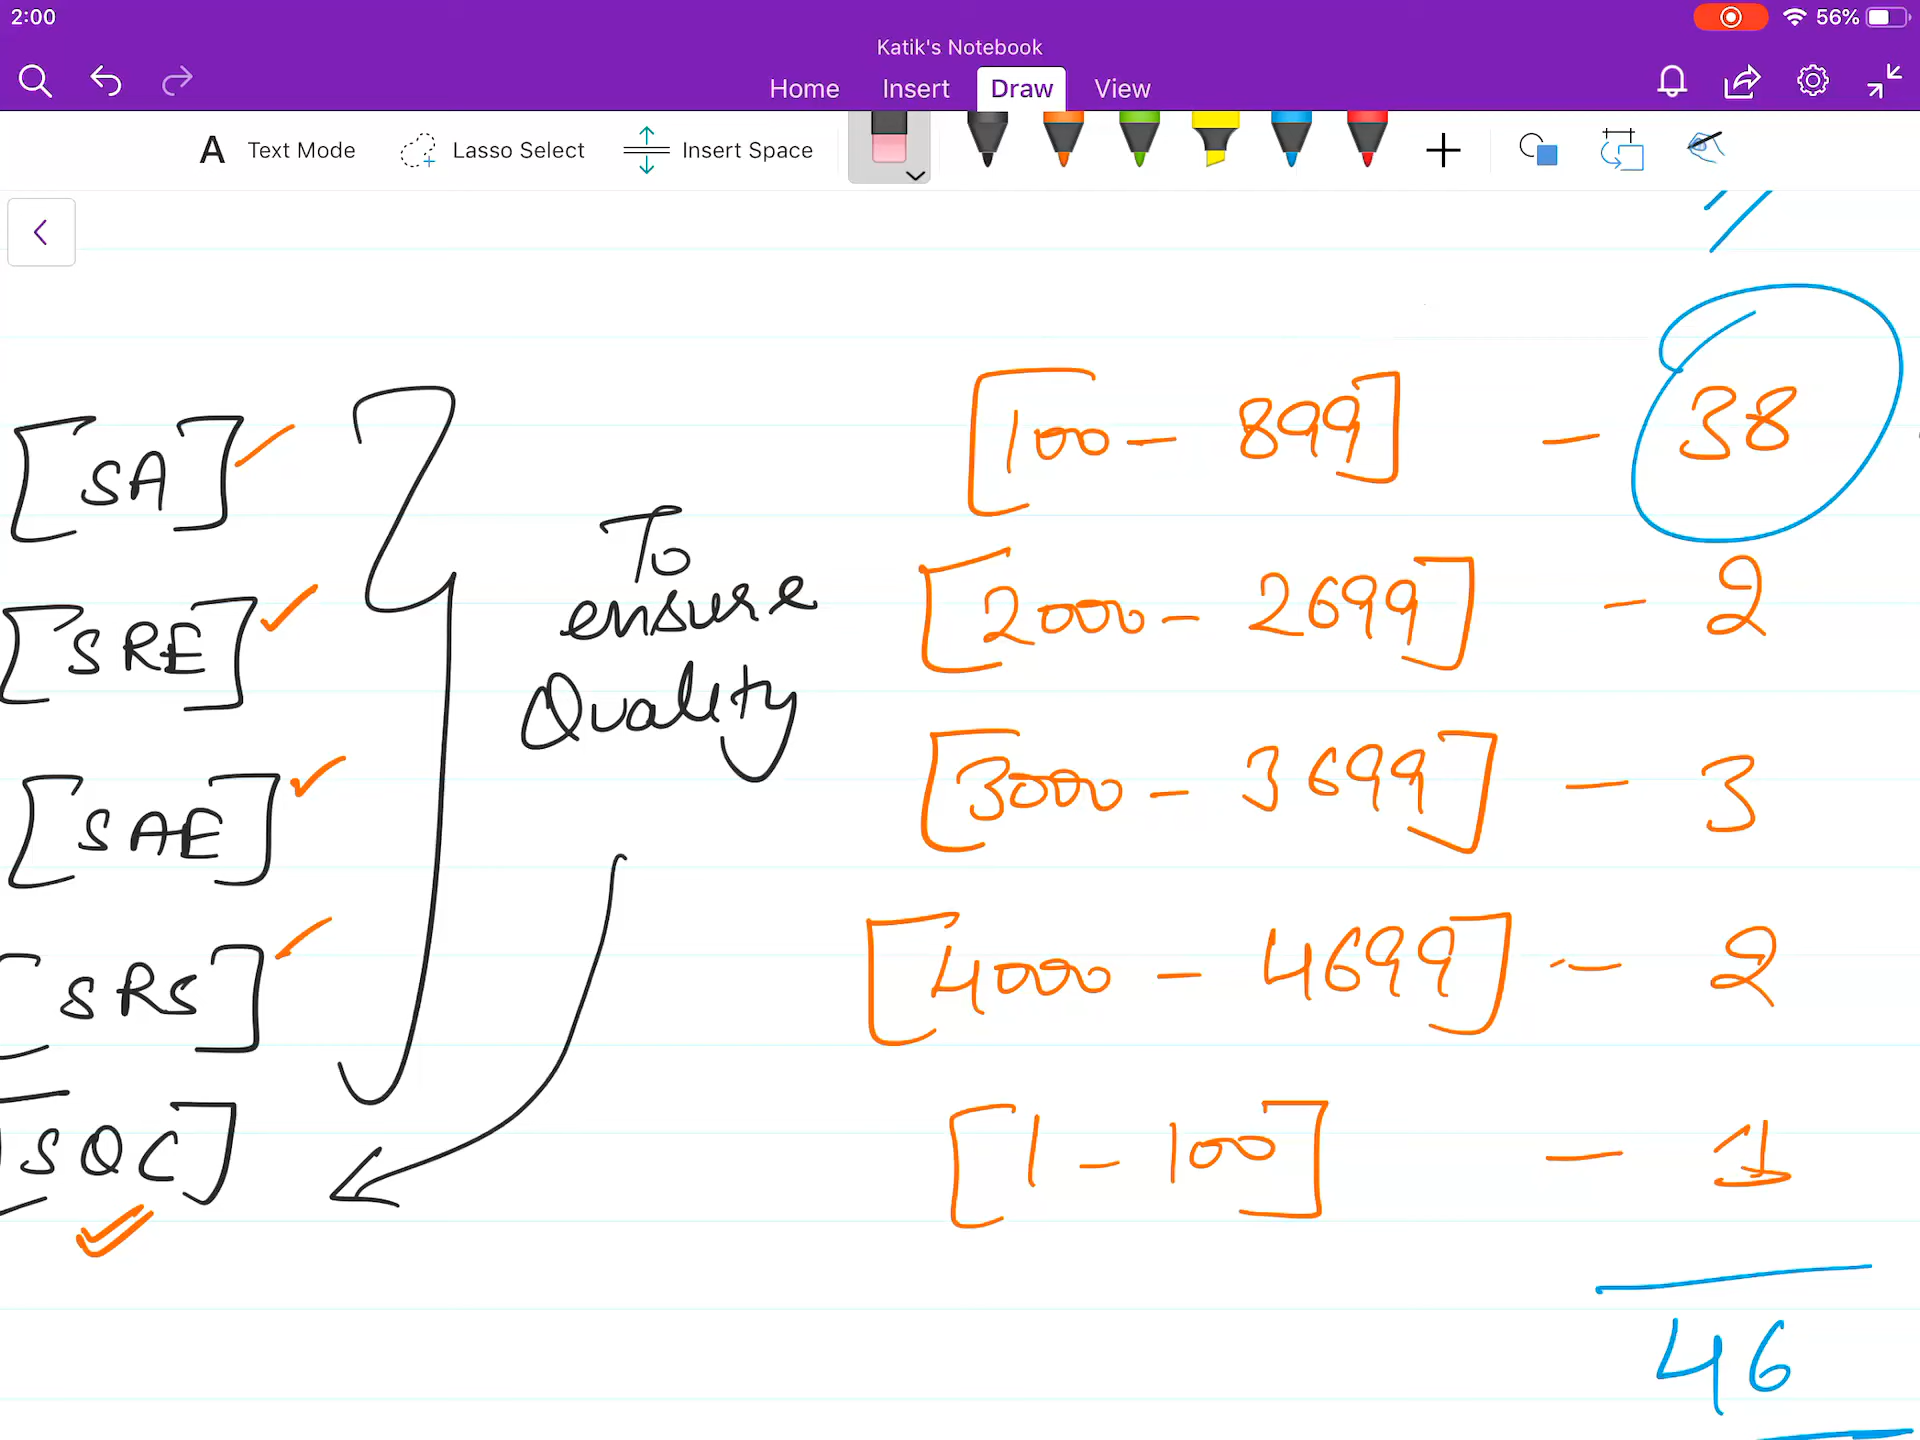 2:00
56%
Katik's Notebook
Home Insert Draw View
A Text Mode Lasso Select Insert Space
[SA] [100 - 899] - 38
[SRE] To ensure Quality [2000 - 2699] - 2
[SAE] [3000 - 3699] - 3
[SRS] [4000 - 4699] - 2
[SQC] [1 - 100] - 1
46